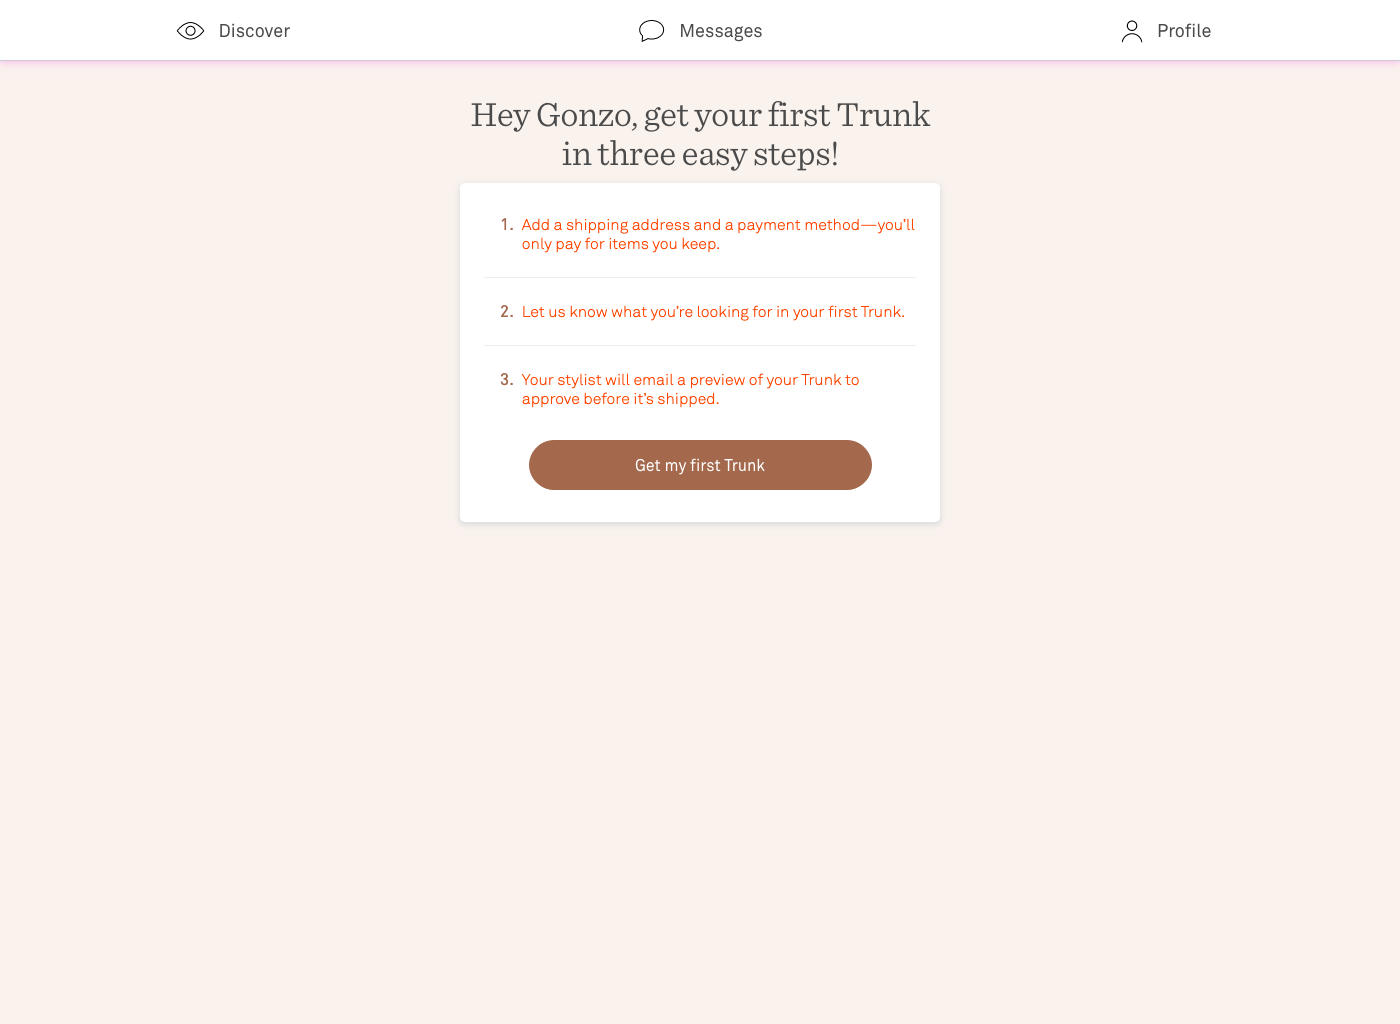 Discover
Messages
Profile
Hey Gonzo, get your first Trunk
in three easy steps!
1. Add a shipping address and a payment method—you’ll
only pay for items you keep.
2. Let us know what you’re looking for in your first Trunk.
3. Your stylist will email a preview of your Trunk to
approve before it’s shipped.
Get my first Trunk